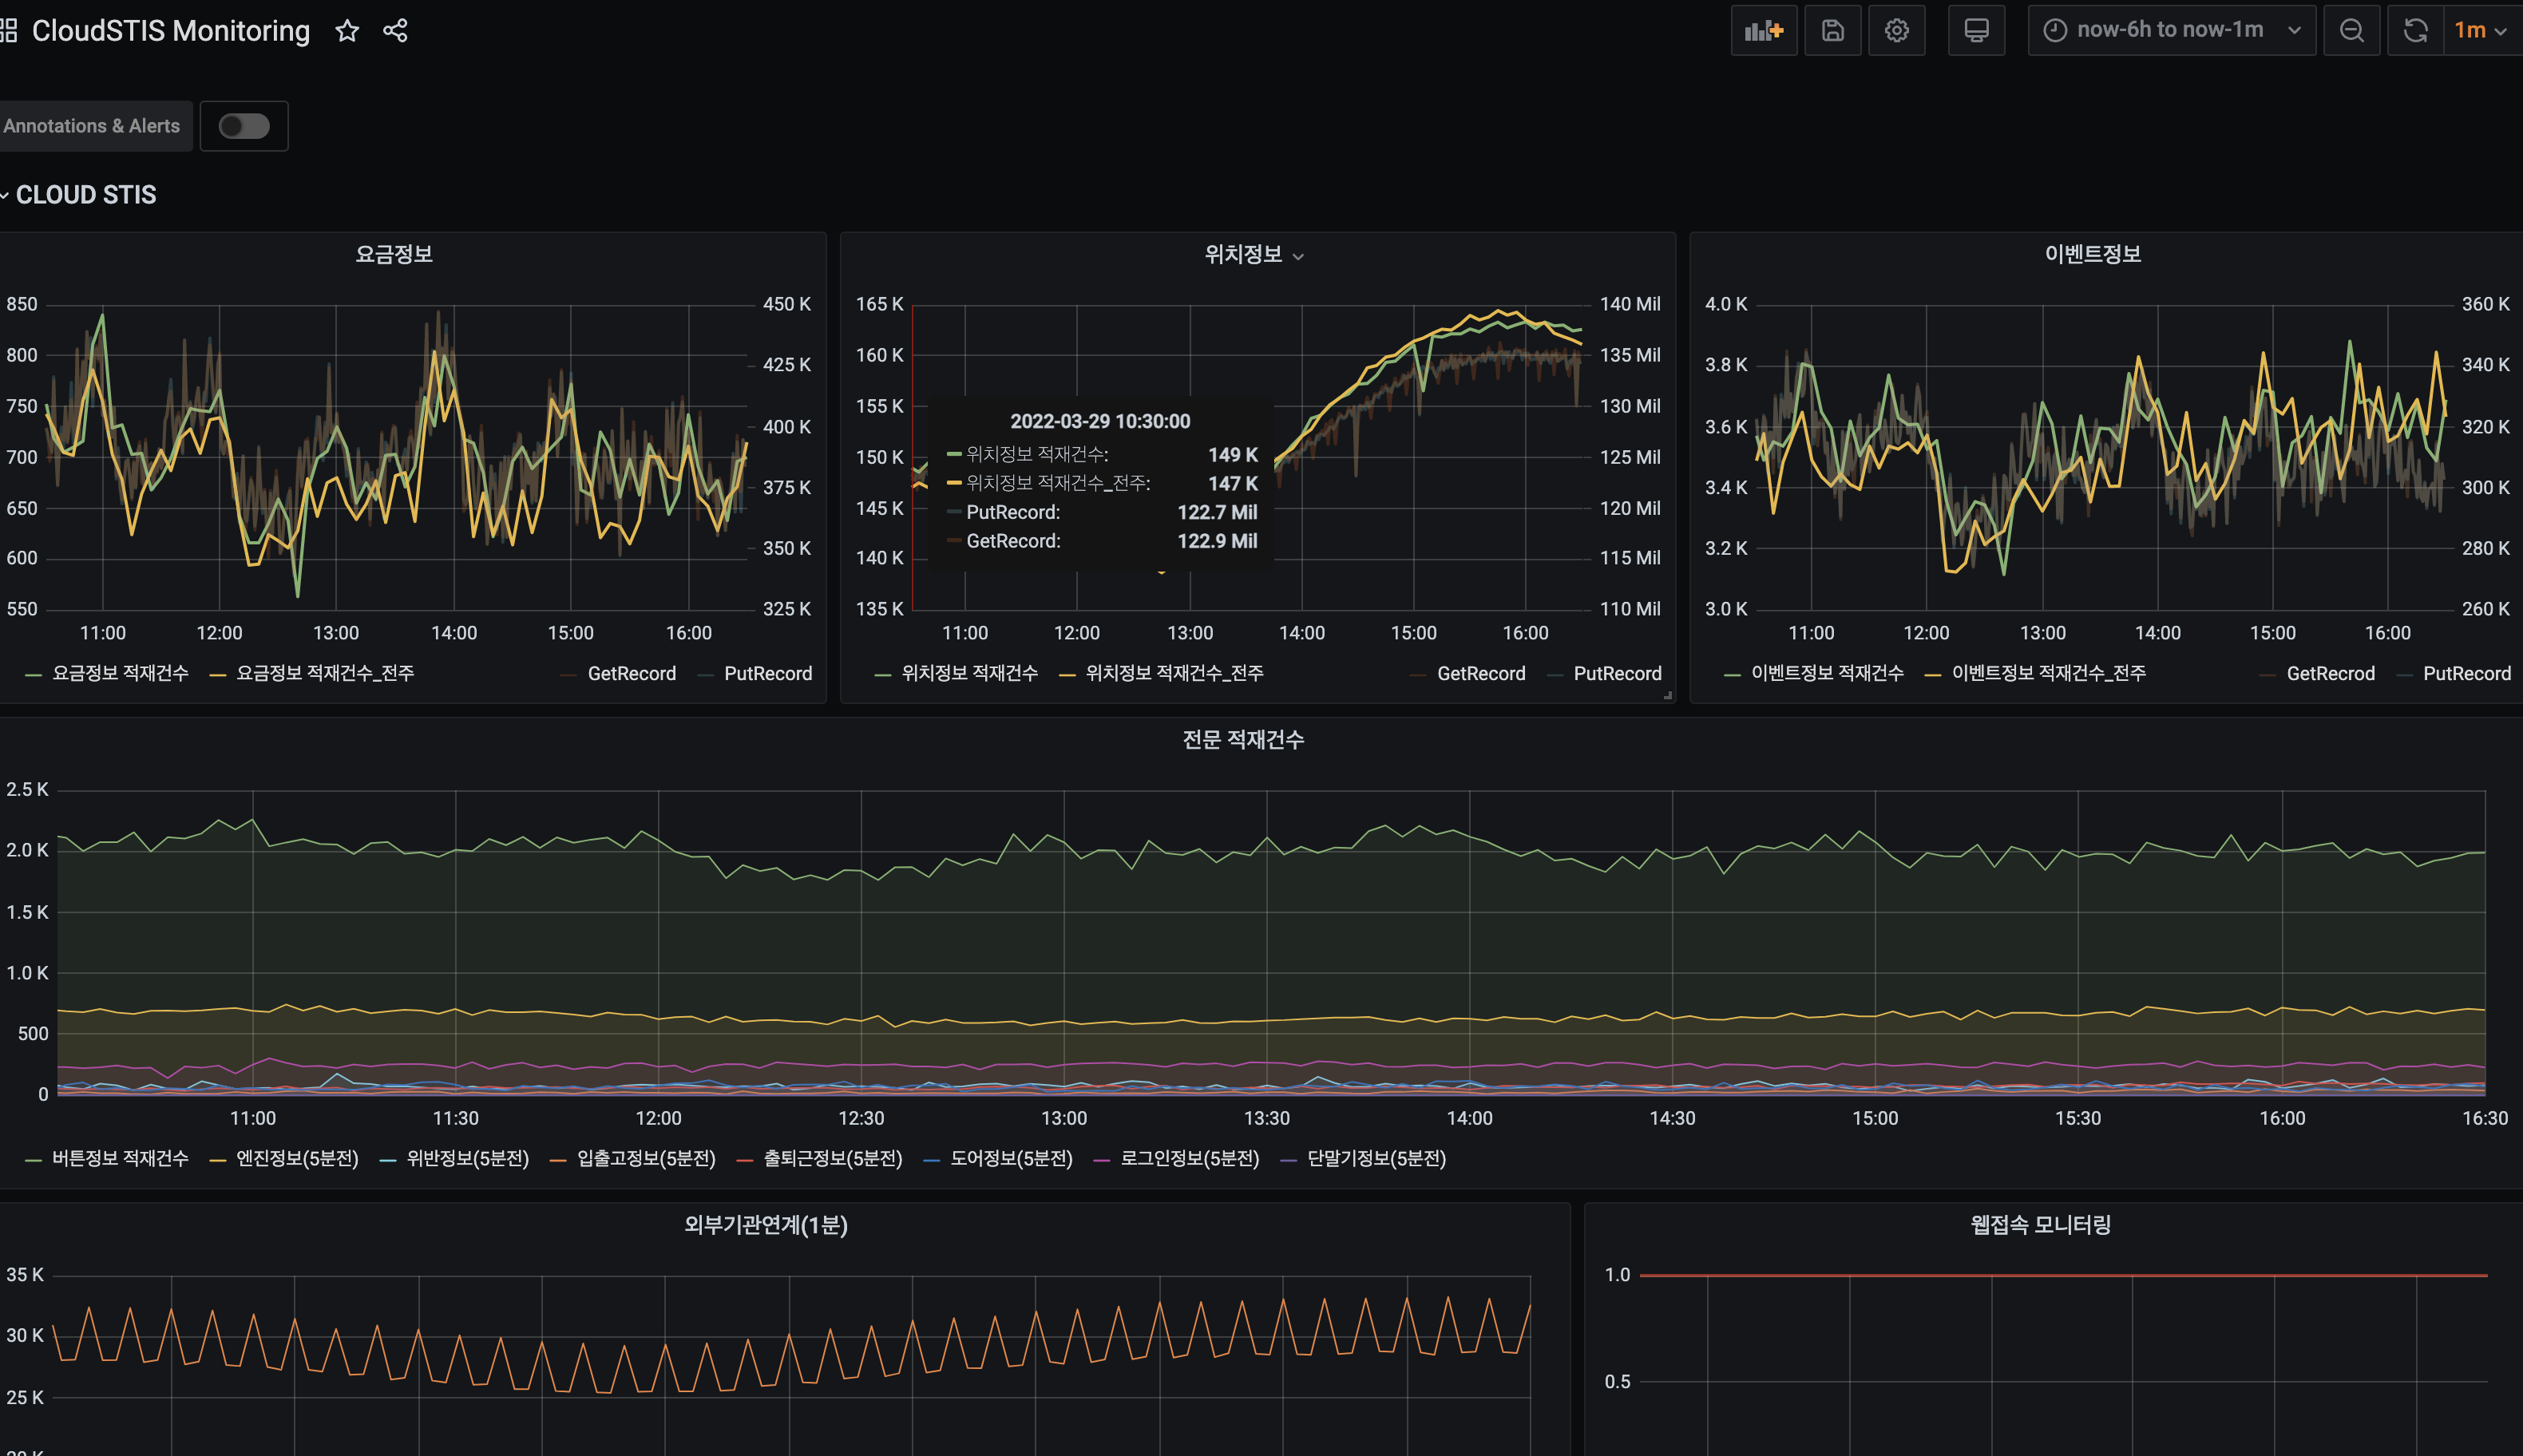 CloudSTIS Monitoring
now-6h to now-1m
1m
Annotations & Alerts
CLOUD STIS
요금정보
850
800
750
700
650
600
550
450 K
425 K
400 K
375 K
350 K
325 K
11:00 12:00 13:00 14:00 15:00 16:00
요금정보 적재건수 요금정보 적재건수_전주 GetRecord PutRecord
위치정보
165 K
160 K
155 K
150 K
145 K
140 K
135 K
140 Mil
135 Mil
130 Mil
125 Mil
120 Mil
115 Mil
110 Mil
2022-03-29 10:30:00
위치정보 적재건수: 149 K
위치정보 적재건수_전주: 147 K
PutRecord: 122.7 Mil
GetRecord: 122.9 Mil
11:00 12:00 13:00 14:00 15:00 16:00
위치정보 적재건수 위치정보 적재건수_전주 GetRecord PutRecord
이벤트정보
4.0 K
3.8 K
3.6 K
3.4 K
3.2 K
3.0 K
360 K
340 K
320 K
300 K
280 K
260 K
11:00 12:00 13:00 14:00 15:00 16:00
이벤트정보 적재건수 이벤트정보 적재건수_전주 GetRecrod PutRecord
전문 적재건수
2.5 K
2.0 K
1.5 K
1.0 K
500
0
11:00 11:30 12:00 12:30 13:00 13:30 14:00 14:30 15:00 15:30 16:00 16:30
버튼정보 적재건수 엔진정보(5분전) 위반정보(5분전) 입출고정보(5분전) 출퇴근정보(5분전) 도어정보(5분전) 로그인정보(5분전) 단말기정보(5분전)
외부기관연계(1분)
35 K
30 K
25 K
웹접속 모니터링
1.0
0.5